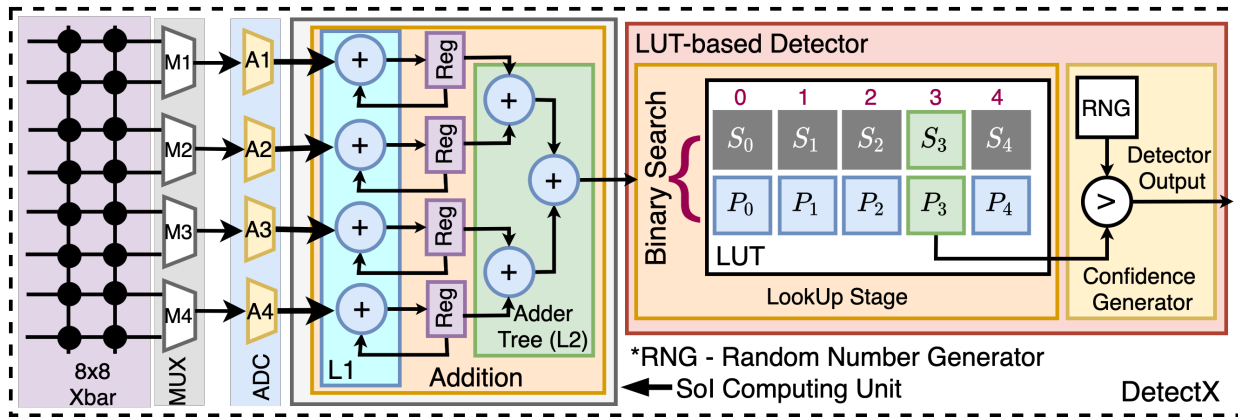 8x8
Xbar
M1
M2
M3
M4
MUX
A1
A2
A3
A4
ADC
+
+
+
+
L1
Reg
Reg
Reg
Reg
+
+
+
Adder
Tree (L2)
Addition
SoI Computing Unit
LUT-based Detector
Binary Search
{
0 1 2 3 4
S0 S1 S2 S3 S4
P0 P1 P2 P3 P4
LUT
LookUp Stage
RNG
>
Detector
Output
Confidence
Generator
*RNG - Random Number Generator
DetectX